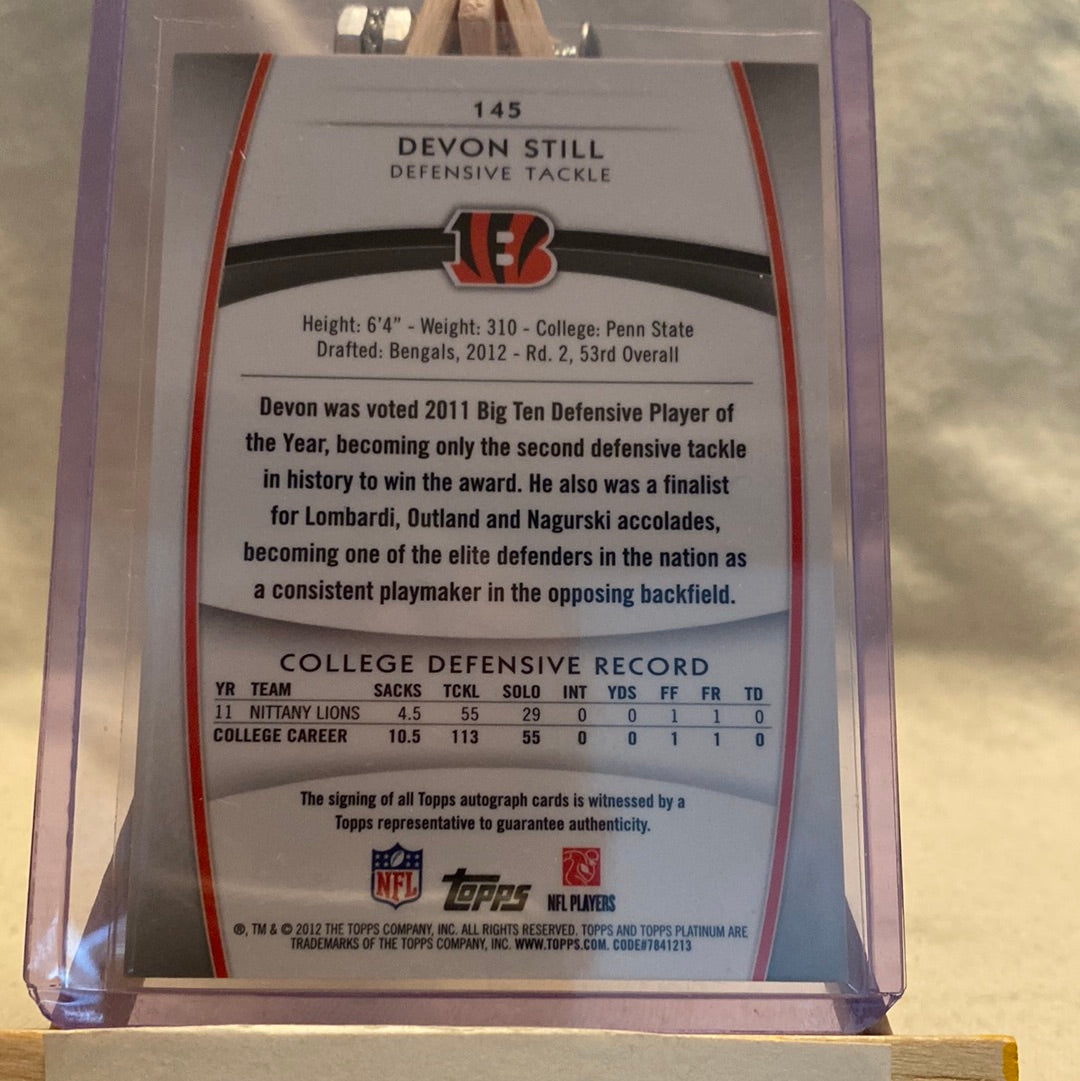 145
DEVON STILL
DEFENSIVE TACKLE
B
Height: 6'4" - Weight: 310 - College: Penn State
Drafted: Bengals, 2012 - Rd. 2, 53rd Overall
Devon was voted 2011 Big Ten Defensive Player of
the Year, becoming only the second defensive tackle
in history to win the award. He also was a finalist
for Lombardi, Outland and Nagurski accolades,
becoming one of the elite defenders in the nation as
a consistent playmaker in the opposing backfield.
COLLEGE DEFENSIVE RECORD
YR TEAM SACKS TCKL SOLO INT YDS FF FR TD
11 NITTANY LIONS 4.5 55 29 0 0 1 1 0
COLLEGE CAREER 10.5 113 55 0 0 1 1 0
The signing of all Topps autograph cards is witnessed by a
Topps representative to guarantee authenticity.
NFL Topps NFL PLAYERS
®, TM & © 2012 THE TOPPS COMPANY, INC. ALL RIGHTS RESERVED. TOPPS AND TOPPS PLATINUM ARE
TRADEMARKS OF THE TOPPS COMPANY, INC. WWW.TOPPS.COM. CODE#7841213